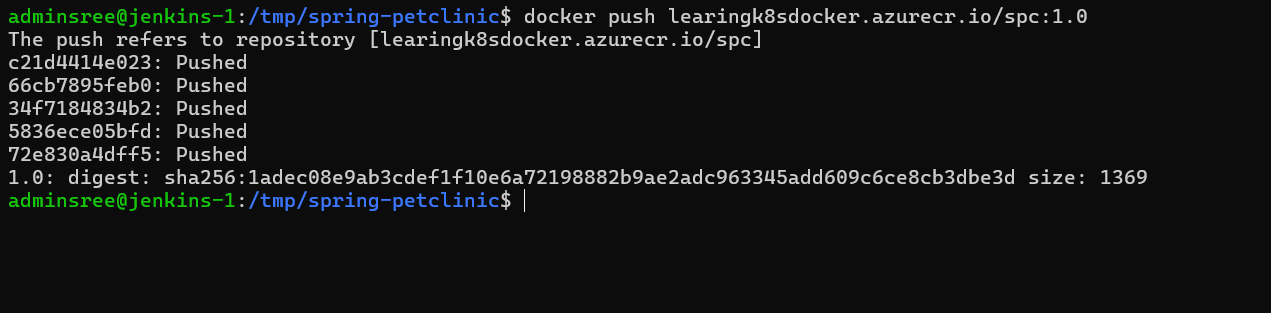 adminsree@jenkins-1:/tmp/spring-petclinic$ docker push learingk8sdocker.azurecr.io/spc:1.0
The push refers to repository [learingk8sdocker.azurecr.io/spc]
c21d4414e023: Pushed
66cb7895feb0: Pushed
34f7184834b2: Pushed
5836ece05bfd: Pushed
72e830a4dff5: Pushed
1.0: digest: sha256:1adec08e9ab3cdef1f10e6a72198882b9ae2adc963345add609c6ce8cb3dbe3d size: 1369
adminsree@jenkins-1:/tmp/spring-petclinic$